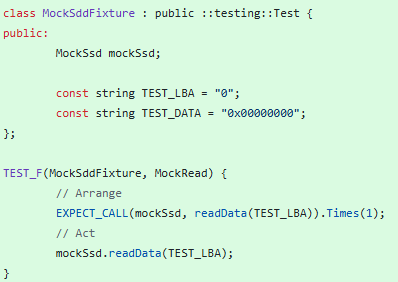 class MockSddFixture : public ::testing::Test {
public:
        MockSsd mockSsd;

        const string TEST_LBA = "0";
        const string TEST_DATA = "0x00000000";
};

TEST_F(MockSddFixture, MockRead) {
        // Arrange
        EXPECT_CALL(mockSsd, readData(TEST_LBA)).Times(1);
        // Act
        mockSsd.readData(TEST_LBA);
}